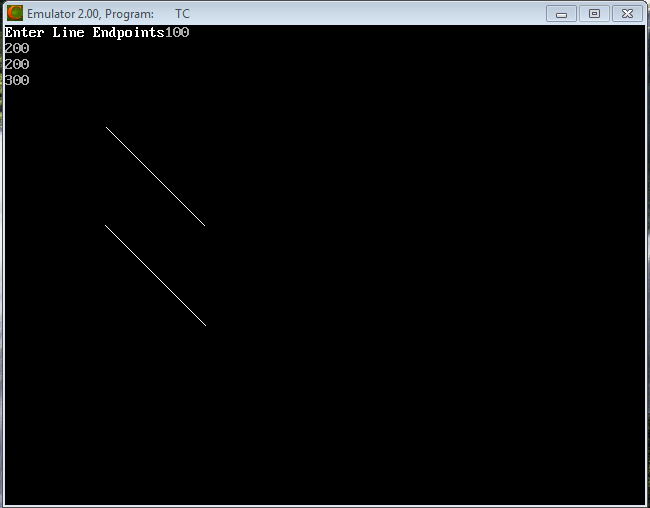 Emulator 2.00, Program: TC
Enter Line Endpoints100
200
200
300